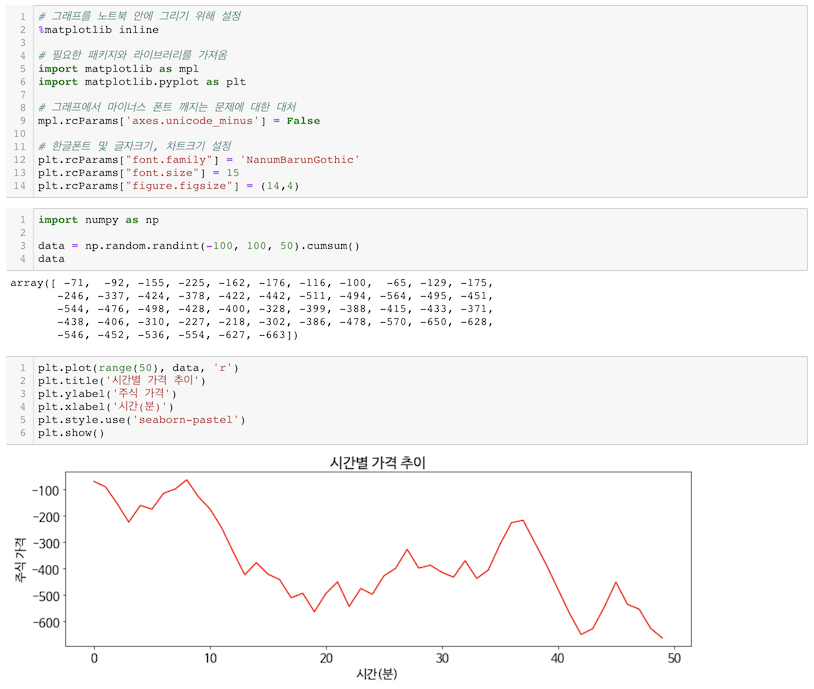 1 # 그래프를 노트북 안에 그리기 위해 설정
2 %matplotlib inline
3
4 # 필요한 패키지와 라이브러리를 가져옴
5 import matplotlib as mpl
6 import matplotlib.pyplot as plt
7
8 # 그래프에서 마이너스 폰트 깨지는 문제에 대한 대처
9 mpl.rcParams['axes.unicode_minus'] = False
10
11 # 한글폰트 및 글자크기, 차트크기 설정
12 plt.rcParams["font.family"] = 'NanumBarunGothic'
13 plt.rcParams["font.size"] = 15
14 plt.rcParams["figure.figsize"] = (14,4)
1 import numpy as np
2
3 data = np.random.randint(-100, 100, 50).cumsum()
4 data
array([ -71, -92, -155, -225, -162, -176, -116, -100, -65, -129, -175,
-246, -337, -424, -378, -422, -442, -511, -494, -564, -495, -451,
-544, -476, -498, -428, -400, -328, -399, -388, -415, -433, -371,
-438, -406, -310, -227, -218, -302, -386, -478, -570, -650, -628,
-546, -452, -536, -554, -627, -663])
1 plt.plot(range(50), data, 'r')
2 plt.title('시간별 가격 추이')
3 plt.ylabel('주식 가격')
4 plt.xlabel('시간(분)')
5 plt.style.use('seaborn-pastel')
6 plt.show()
시간별 가격 추이
주식 가격
−100
−200
−300
−400
−500
−600
0 10 20 30 40 50
시간(분)